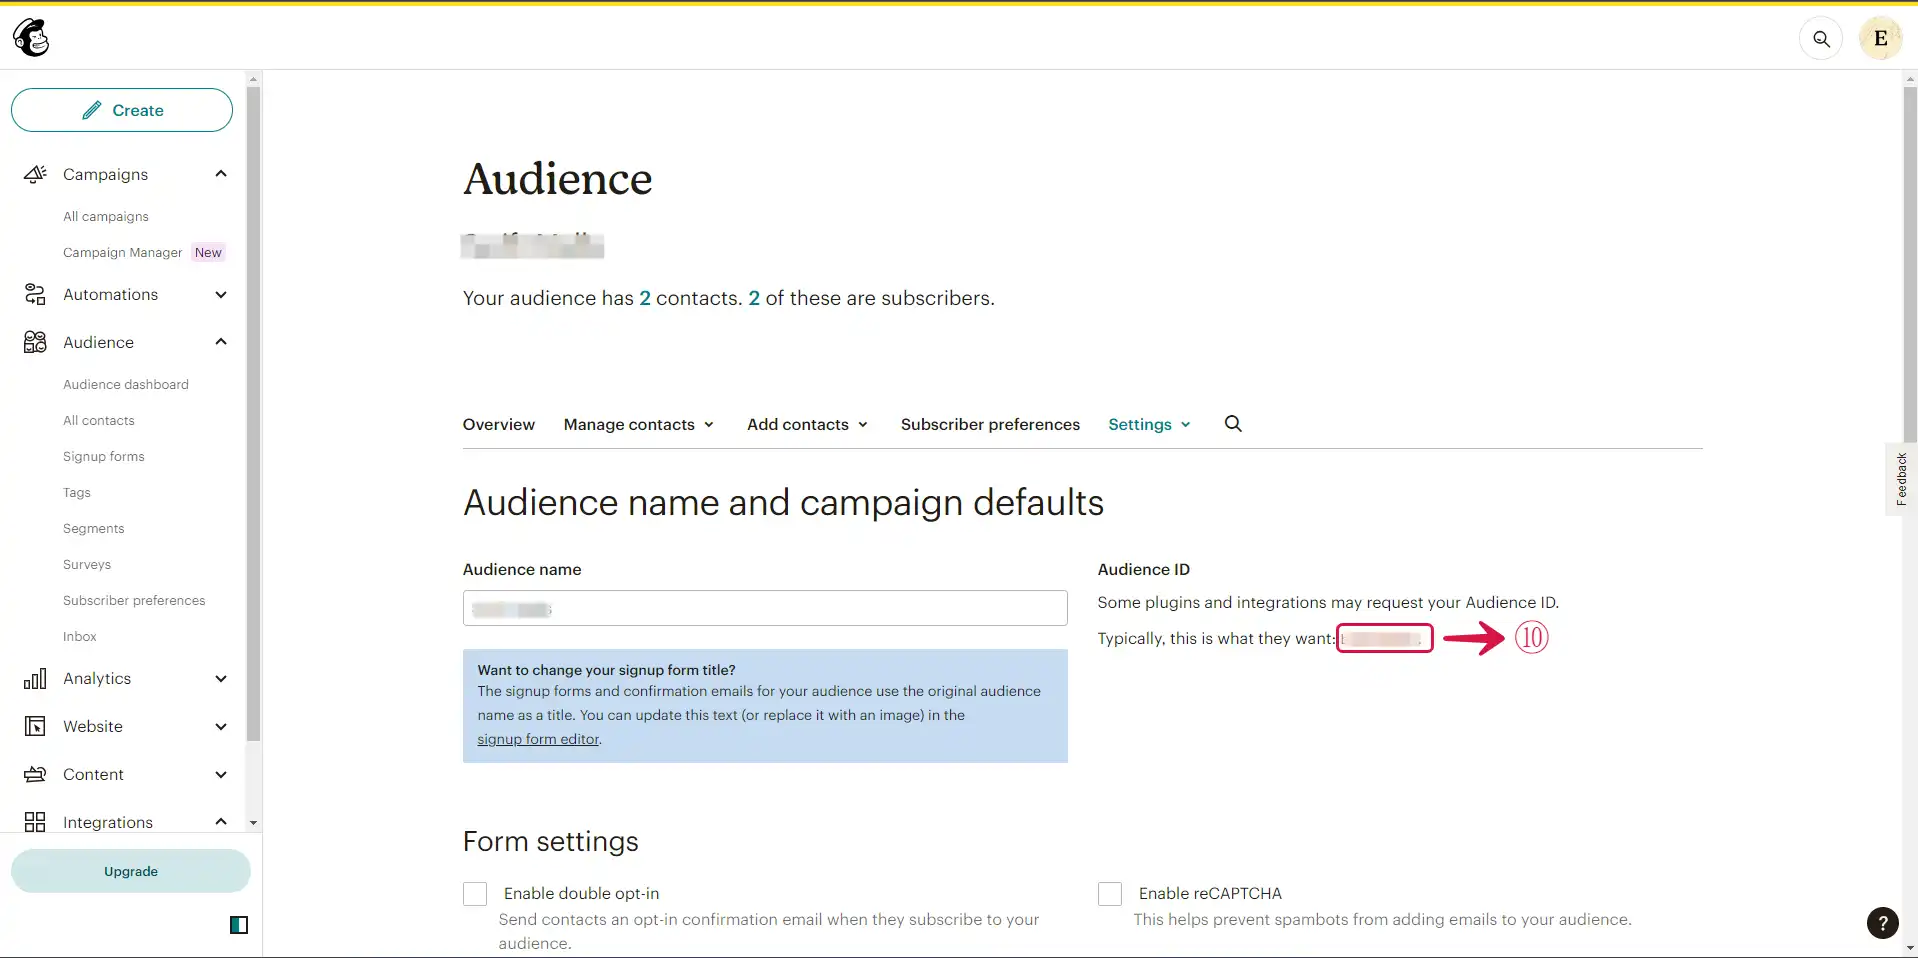 E
Create
Campaigns
All campaigns
Campaign Manager New
Automations
Audience
Audience dashboard
All contacts
Signup forms
Tags
Segments
Surveys
Subscriber preferences
Inbox
Analytics
Website
Content
Integrations
Upgrade
Audience
Your audience has 2 contacts. 2 of these are subscribers.
Overview Manage contacts Add contacts Subscriber preferences Settings
Audience name and campaign defaults
Audience name
Want to change your signup form title?
The signup forms and confirmation emails for your audience use the original audience
name as a title. You can update this text (or replace it with an image) in the
signup form editor.
Audience ID
Some plugins and integrations may request your Audience ID.
Typically, this is what they want: ⑩
Form settings
Enable double opt-in
Send contacts an opt-in confirmation email when they subscribe to your
audience.
Enable reCAPTCHA
This helps prevent spambots from adding emails to your audience.
Feedback
?